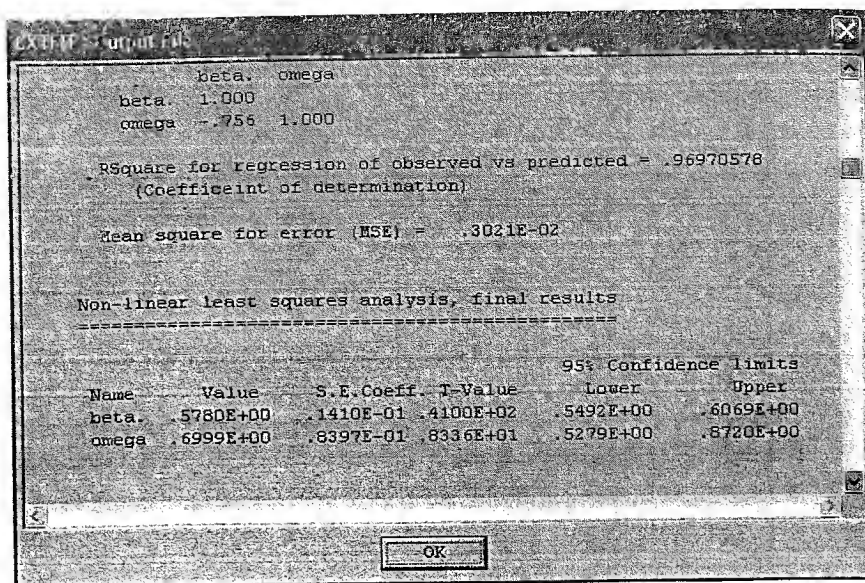 CXTFIT - Output File
beta. omega
beta. 1.000
omega -.756 1.000
RSquare for regression of observed vs predicted = .96970578
(Coefficeint of determination)
Mean square for error (MSE) = .3021E-02
Non-linear least squares analysis, final results
================================================
95% Confidence limits
Name Value S.E.Coeff. T-Value Lower Upper
beta. .5780E+00 .1410E-01 .4100E+02 .5492E+00 .6069E+00
omega .6999E+00 .8397E-01 .8336E+01 .5279E+00 .8720E+00
OK